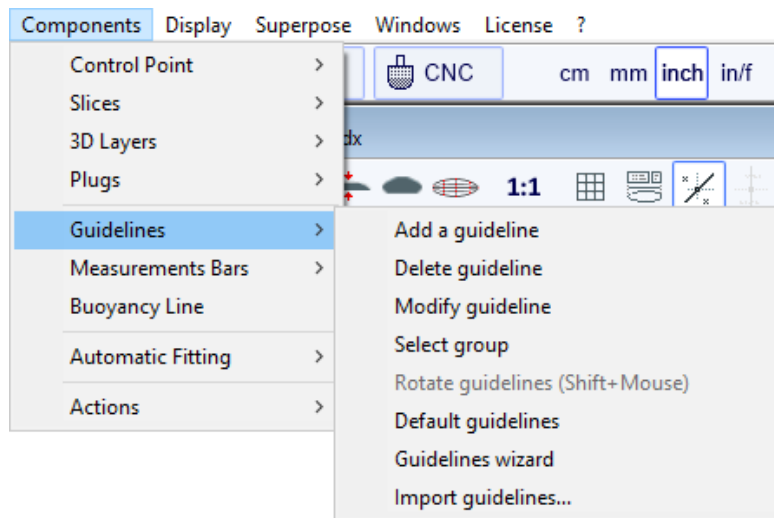 Components Display Superpose Windows License ?
Control Point
CNC cm mm inch in/f
Slices
3D Layers
dx
Plugs
1:1
Guidelines
Add a guideline
Measurements Bars
Delete guideline
Buoyancy Line
Modify guideline
Automatic Fitting
Select group
Rotate guidelines (Shift+Mouse)
Actions
Default guidelines
Guidelines wizard
Import guidelines...